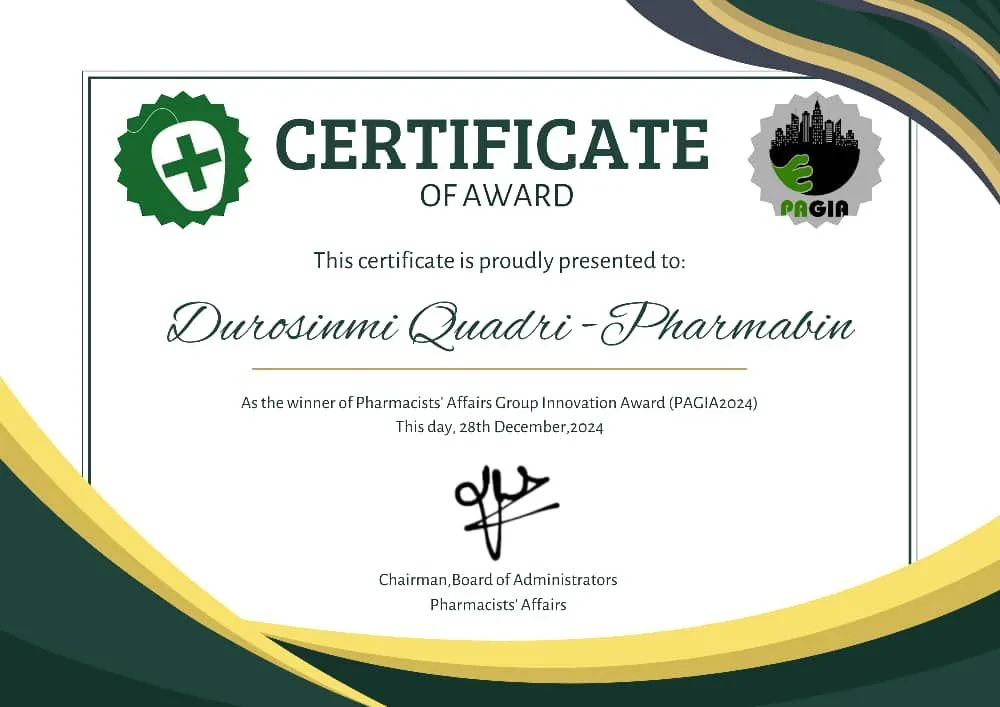 CERTIFICATE
OF AWARD
PAGIA
This certificate is proudly presented to:
Durosinmi Quadri - Pharmabin
As the winner of Pharmacists' Affairs Group Innovation Award (PAGIA2024)
This day, 28th December,2024
Chairman,Board of Administrators
Pharmacists' Affairs